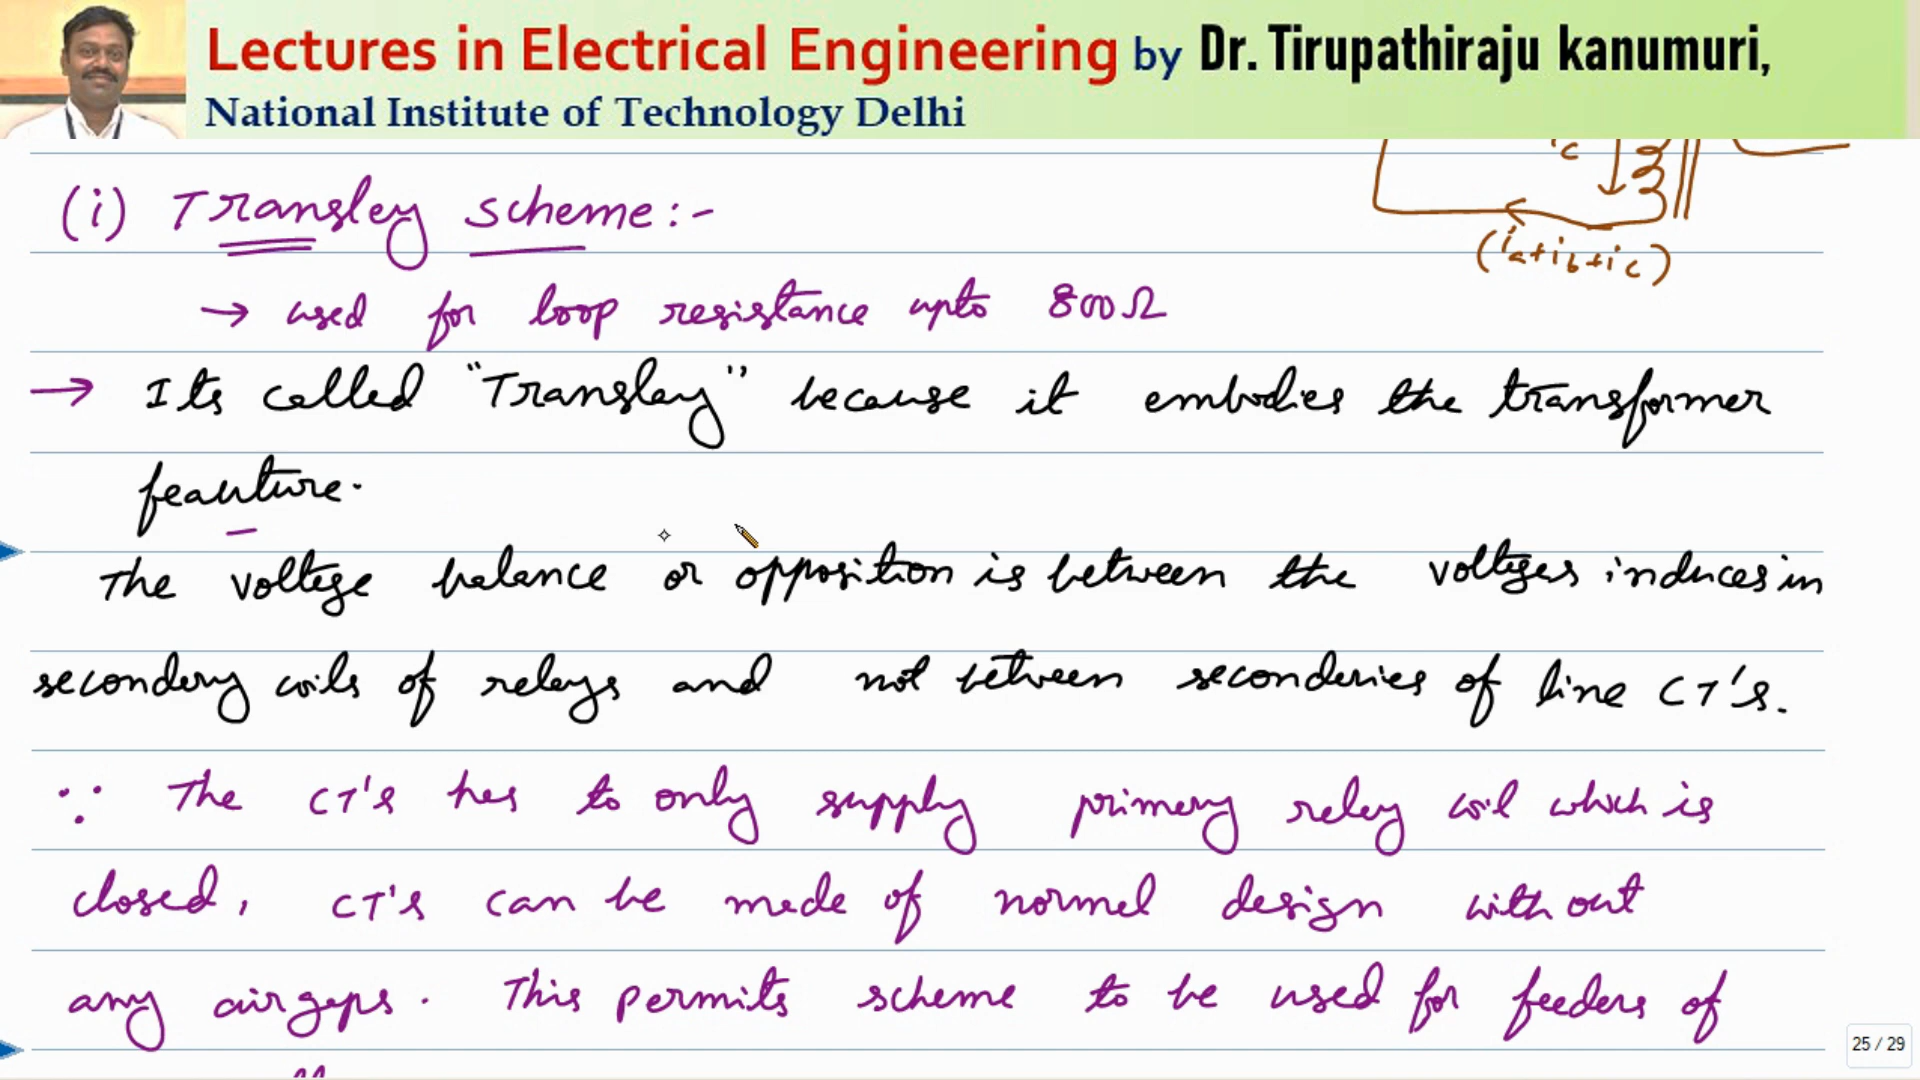 Lectures in Electrical Engineering by Dr. Tirupathiraju kanumuri,
National Institute of Technology Delhi
c
(ia+ib+ic)
(i) Transley scheme:-
→ used for loop resistance upto 800Ω
→ Its called "Translay" because it embodies the transformer
feauture.
The voltage balance or opposition is between the voltages induces in
secondary coils of relays and not between seconderies of line CT's.
∵ The CT's has to only supply primary relay coil which is
closed, CT's can be made of normal design with out
any airgaps. This permits scheme to be used for feeders of
25 / 29